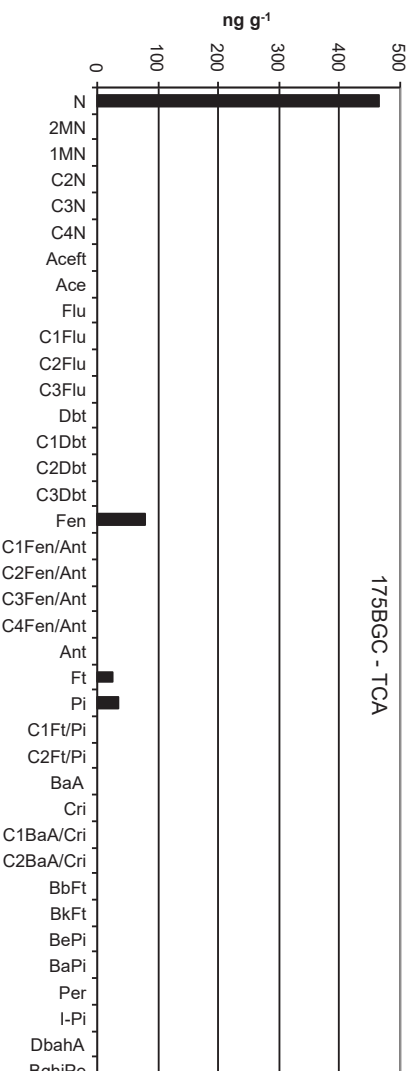 ng g-1
0
100
200
300
400
500
175BGC - TCA
N
2MN
1MN
C2N
C3N
C4N
Aceft
Ace
Flu
C1Flu
C2Flu
C3Flu
Dbt
C1Dbt
C2Dbt
C3Dbt
Fen
C1Fen/Ant
C2Fen/Ant
C3Fen/Ant
C4Fen/Ant
Ant
Ft
Pi
C1Ft/Pi
C2Ft/Pi
BaA
Cri
C1BaA/Cri
C2BaA/Cri
BbFt
BkFt
BePi
BaPi
Per
I-Pi
DbahA
BghiPe